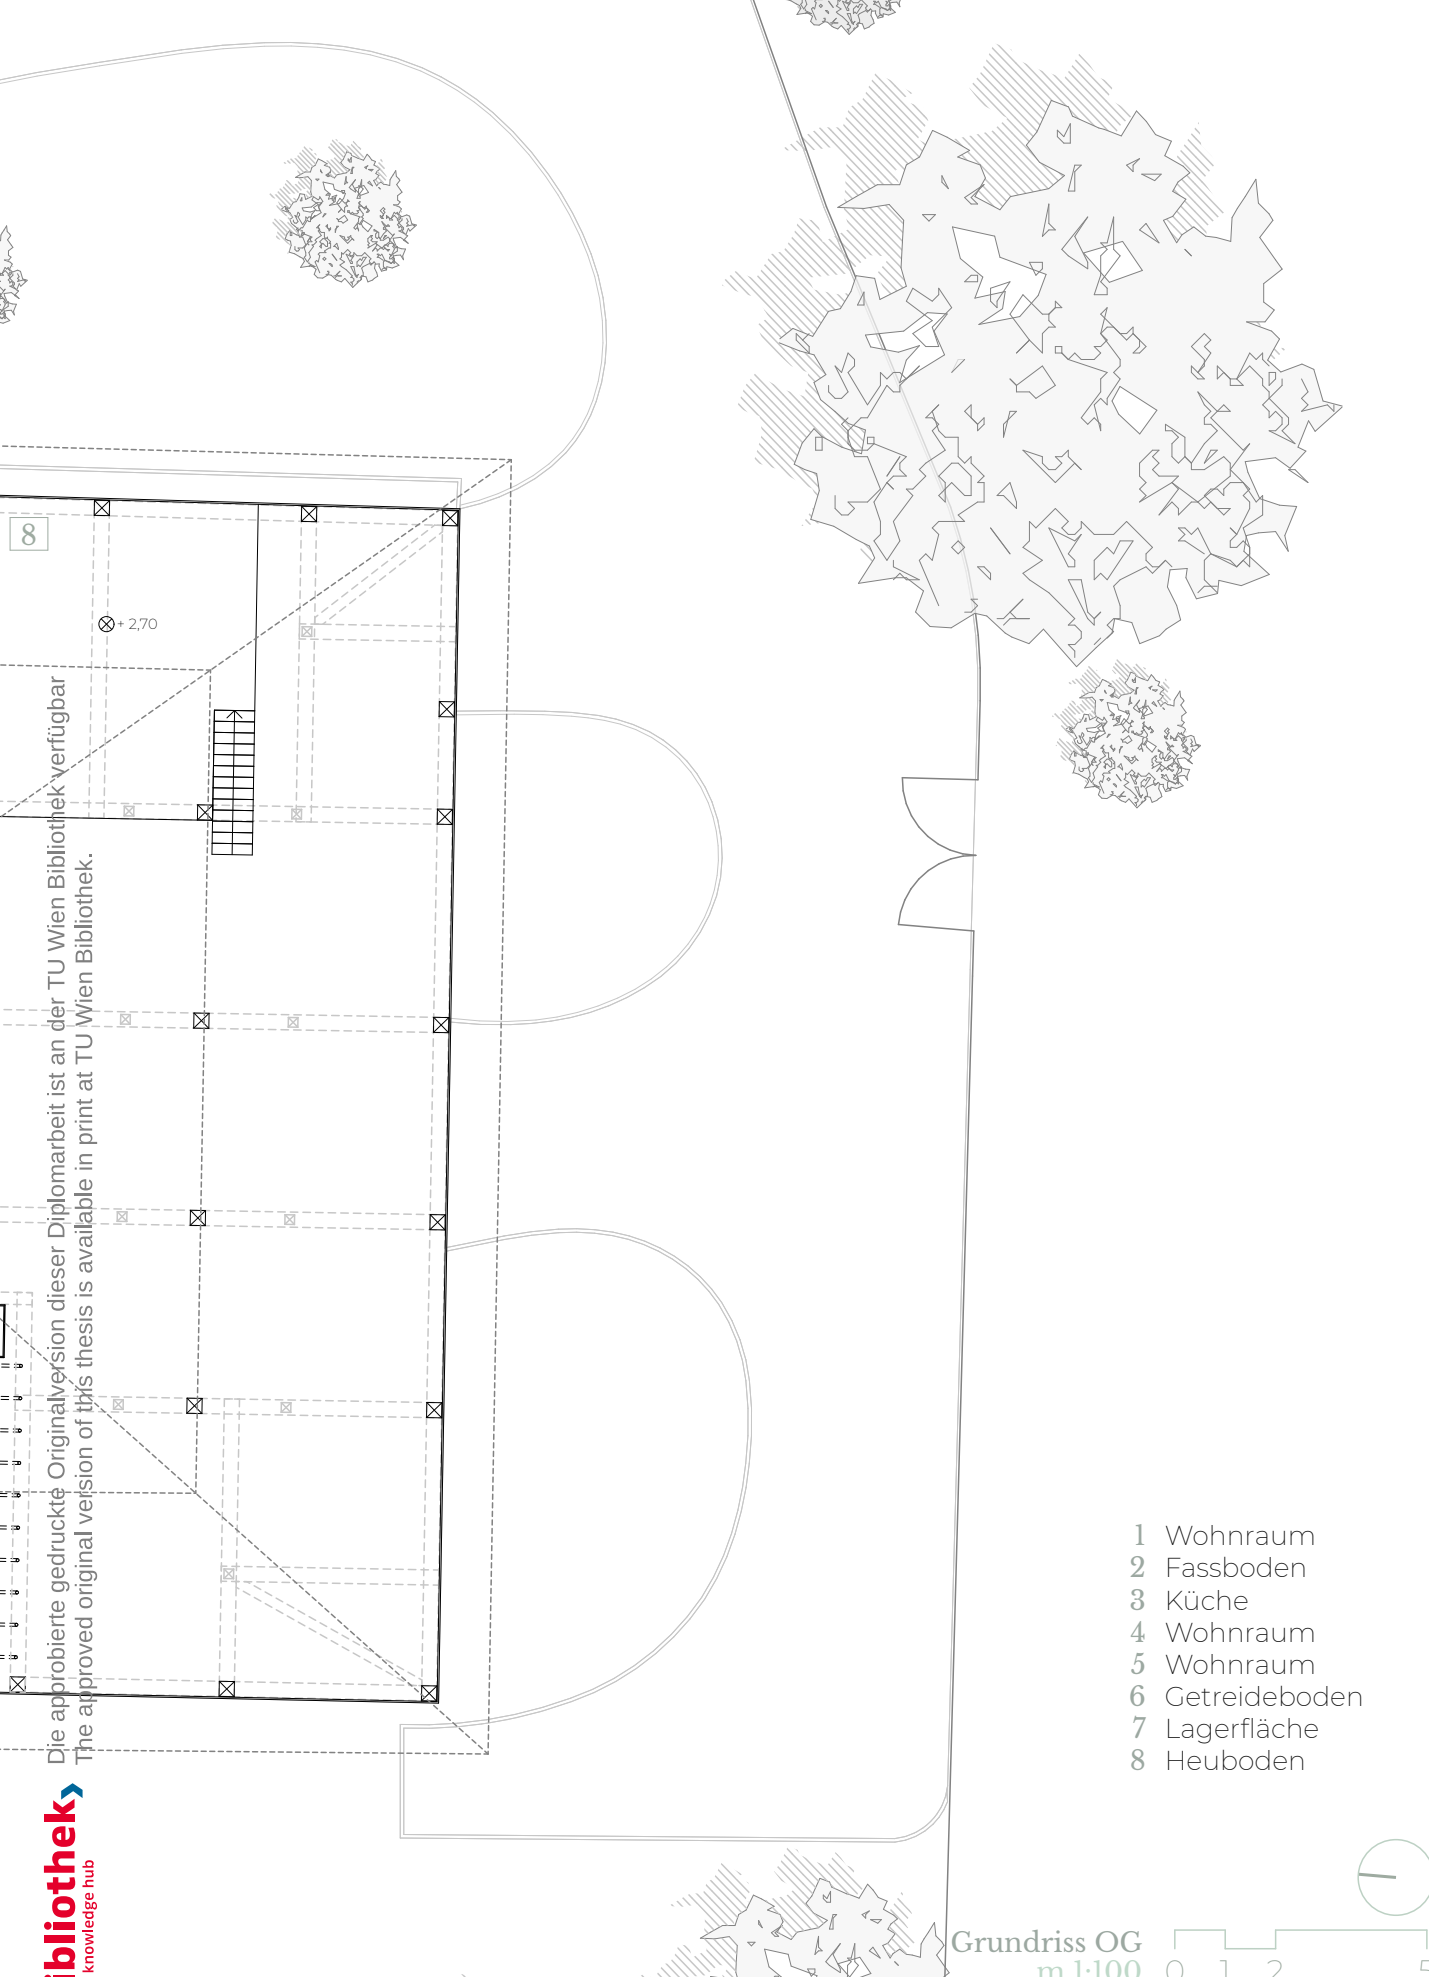 8
+ 2,70
Die approbierte gedruckte Originalversion dieser Diplomarbeit ist an der TU Wien Bibliothek verfügbar
The approved original version of this thesis is available in print at TU Wien Bibliothek.
ibliothek
knowledge hub
1 Wohnraum
2 Fassboden
3 Küche
4 Wohnraum
5 Wohnraum
6 Getreideboden
7 Lagerfläche
8 Heuboden
Grundriss OG
m 1:100
0 1 2 5